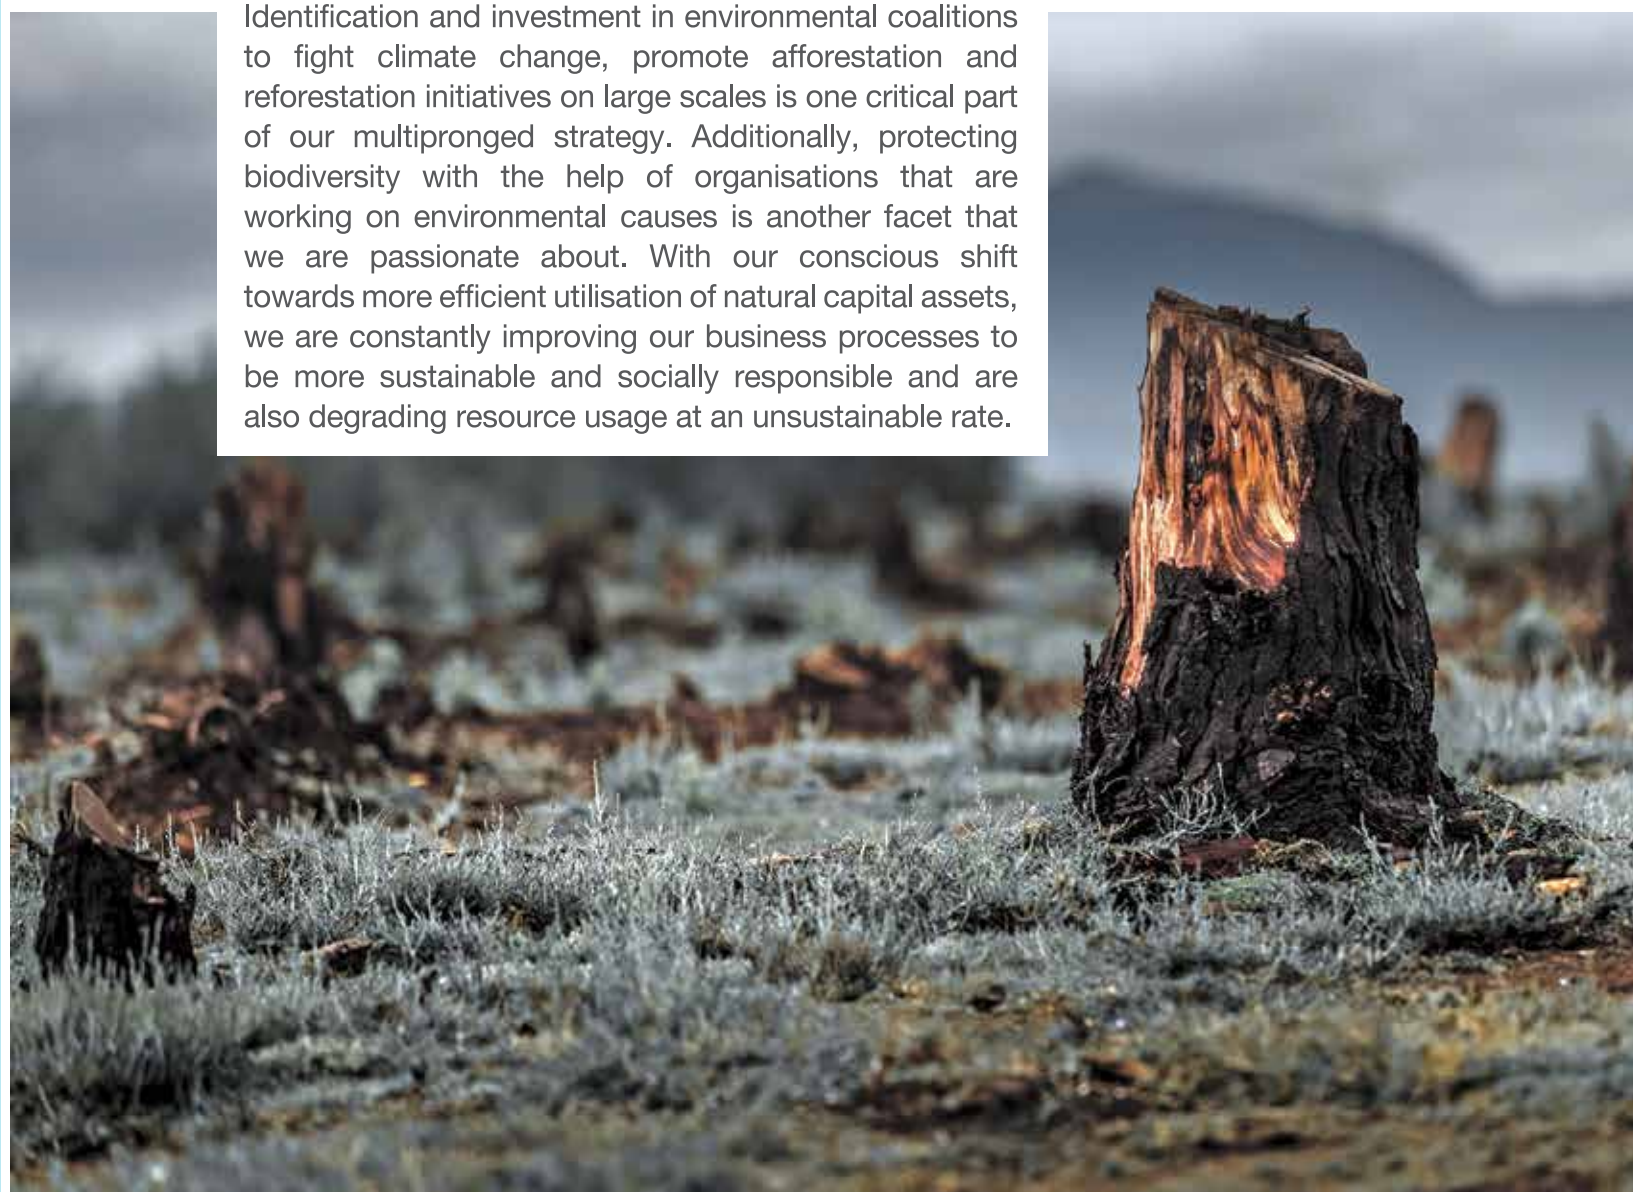 Identification and investment in environmental coalitions
to fight climate change, promote afforestation and
reforestation initiatives on large scales is one critical part
of our multipronged strategy. Additionally, protecting
biodiversity with the help of organisations that are
working on environmental causes is another facet that
we are passionate about. With our conscious shift
towards more efficient utilisation of natural capital assets,
we are constantly improving our business processes to
be more sustainable and socially responsible and are
also degrading resource usage at an unsustainable rate.